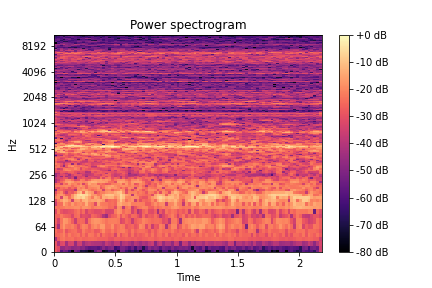 Power spectrogram
Hz
8192
4096
2048
1024
512
256
128
64
0
0
0.5
1
1.5
2
Time
+0 dB
-10 dB
-20 dB
-30 dB
-40 dB
-50 dB
-60 dB
-70 dB
-80 dB